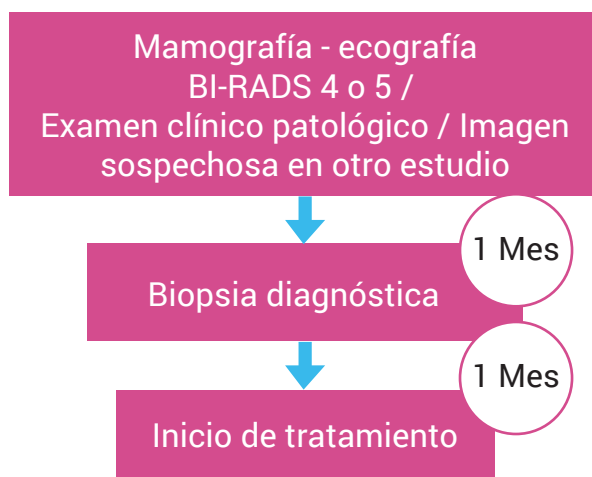 Mamografía - ecografía
BI-RADS 4 o 5 /
Examen clínico patológico / Imagen
sospechosa en otro estudio
1 Mes
Biopsia diagnóstica
1 Mes
Inicio de tratamiento